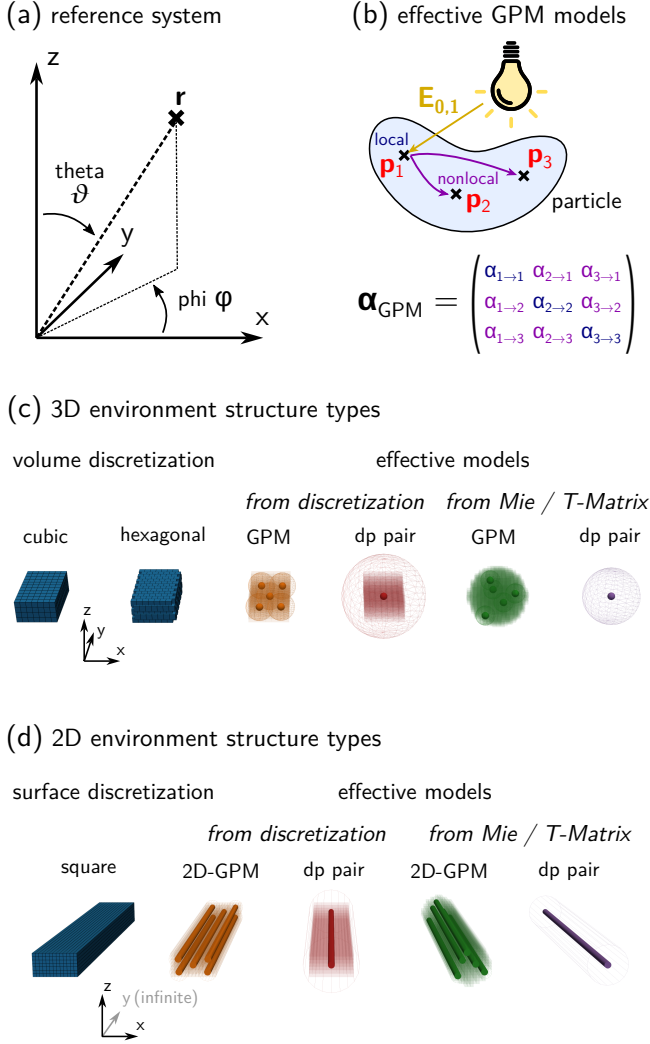 (a) reference system
z
r
theta
ϑ
y
phi φ
x
(b) effective GPM models
E0,1
local
p1
nonlocal
p3
p2
particle
αGPM = (α1→1 α2→1 α3→1
α1→2 α2→2 α3→2
α1→3 α2→3 α3→3)
(c) 3D environment structure types
volume discretization effective models
from discretization from Mie / T-Matrix
cubic hexagonal GPM dp pair GPM dp pair
z
y
x
(d) 2D environment structure types
surface discretization effective models
from discretization from Mie / T-Matrix
square 2D-GPM dp pair 2D-GPM dp pair
z
y (infinite)
x